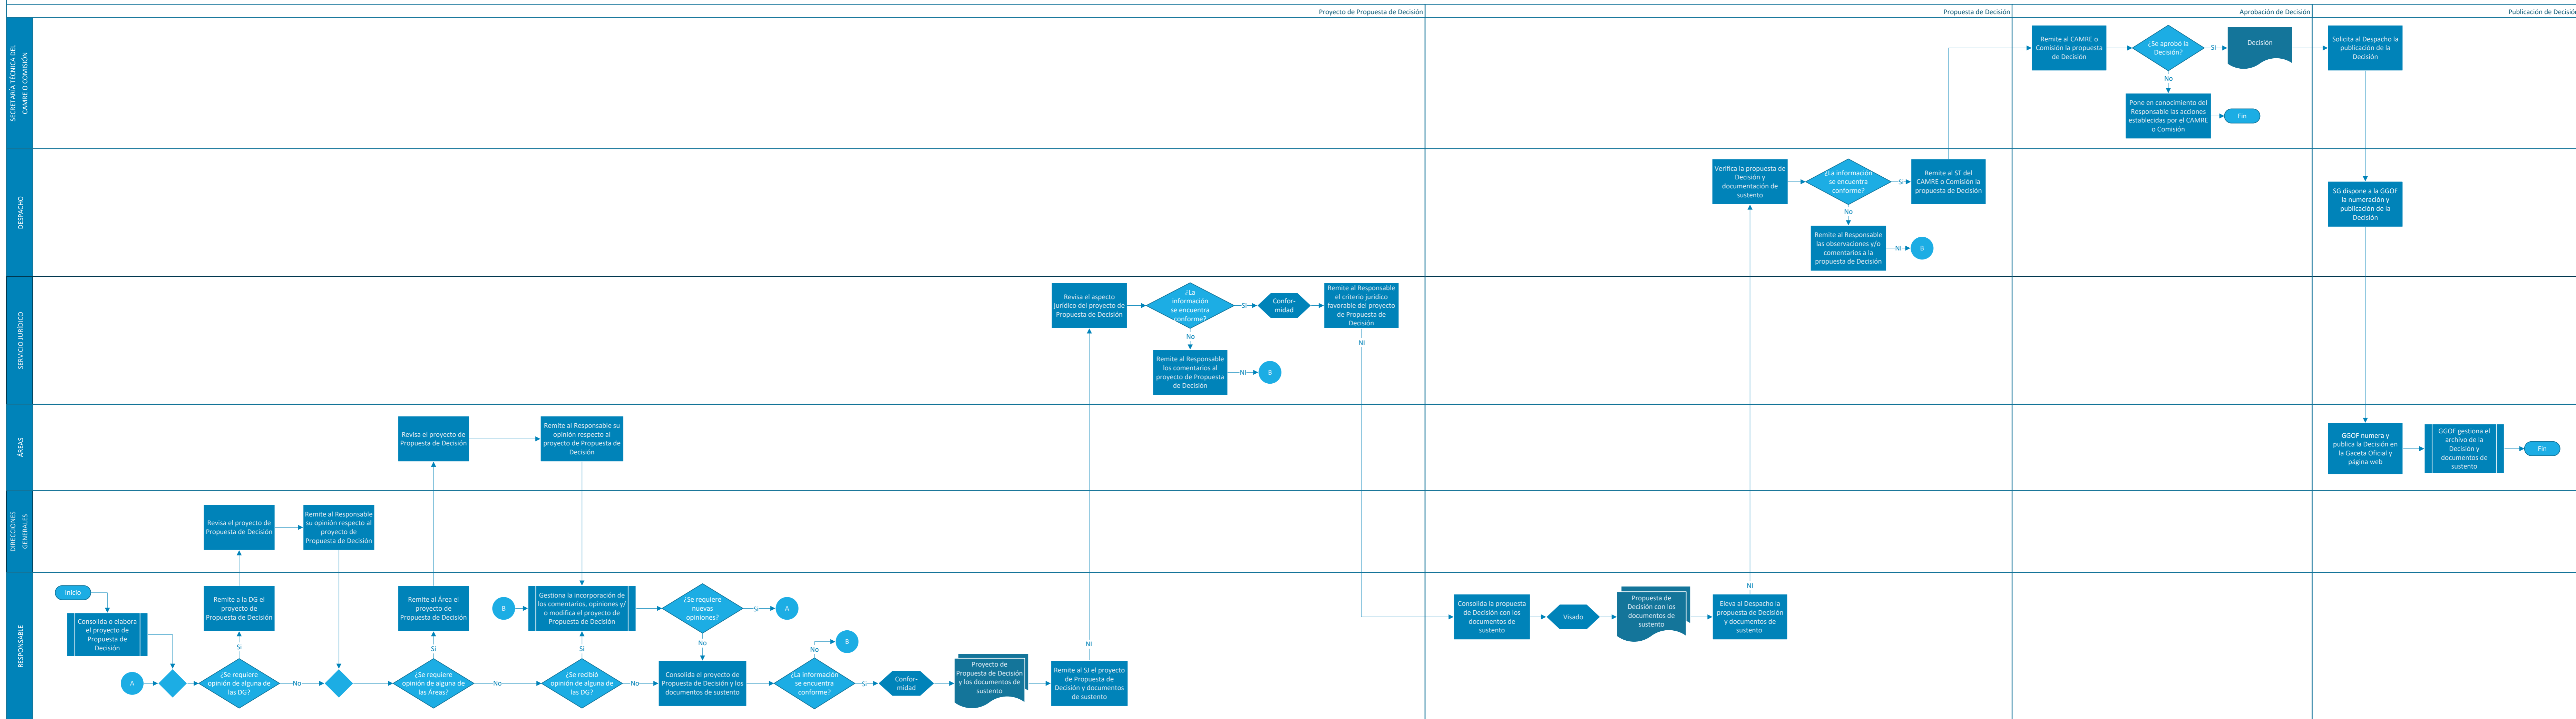 Proyecto de Propuesta de Decisión
Propuesta de Decisión
Aprobación de Decisión
Publicación de Decisión
SECRETARÍA TÉCNICA DEL
CAMRE O COMISIÓN
Remite al CAMRE o
Comisión la propuesta
de Decisión
¿Se aprobó la
Decisión?
Si
Decisión
Solicita al Despacho la
publicación de la
Decisión
No
Pone en conocimiento del
Responsable las acciones
establecidas por el CAMRE
o Comisión
Fin
DESPACHO
Verifica la propuesta de
Decisión y
documentación de
sustento
¿La información
se encuentra
conforme?
Si
Remite al ST del
CAMRE o Comisión la
propuesta de Decisión
SG dispone a la GGOF
la numeración y
publicación de la
Decisión
No
Remite al Responsable
las observaciones y/o
comentarios a la
propuesta de Decisión
NI
B
SERVICIO JURÍDICO
Revisa el aspecto
jurídico del proyecto de
Propuesta de Decisión
¿La
información
se encuentra
conforme?
Si
Confor-
midad
Remite al Responsable
el criterio jurídico
favorable del proyecto
de Propuesta de
Decisión
NI
No
Remite al Responsable
los comentarios al
proyecto de Propuesta
de Decisión
NI
B
ÁREAS
Revisa el proyecto de
Propuesta de Decisión
Remite al Responsable su
opinión respecto al
proyecto de Propuesta de
Decisión
GGOF numera y
publica la Decisión en
la Gaceta Oficial y
página web
GGOF gestiona el
archivo de la
Decisión y
documentos de
sustento
Fin
DIRECCIONES
GENERALES
Revisa el proyecto de
Propuesta de Decisión
Remite al Responsable
su opinión respecto al
proyecto de
Propuesta de Decisión
RESPONSABLE
Inicio
Consolida o elabora
el proyecto de
Propuesta de
Decisión
A
Remite a la DG el
proyecto de
Propuesta de Decisión
Si
¿Se requiere
opinión de alguna de
las DG?
No
Remite al Área el
proyecto de
Propuesta de Decisión
Si
¿Se requiere
opinión de alguna de
las Áreas?
No
B
Gestiona la incorporación de
los comentarios, opiniones y/
o modifica el proyecto de
Propuesta de Decisión
Si
¿Se recibió
opinión de alguna de
las DG?
No
¿Se requiere
nuevas
opiniones?
Si
A
No
Consolida el proyecto de
Propuesta de Decisión y los
documentos de sustento
¿La información
se encuentra
conforme?
No
B
Si
Confor-
midad
Proyecto de
Propuesta de Decisión
y los documentos de
sustento
NI
Remite al SJ el proyecto
de Propuesta de
Decisión y documentos
de sustento
Consolida la propuesta
de Decisión con los
documentos de
sustento
Visado
Propuesta de
Decisión con los
documentos de
sustento
NI
Eleva al Despacho la
propuesta de Decisión
y documentos de
sustento